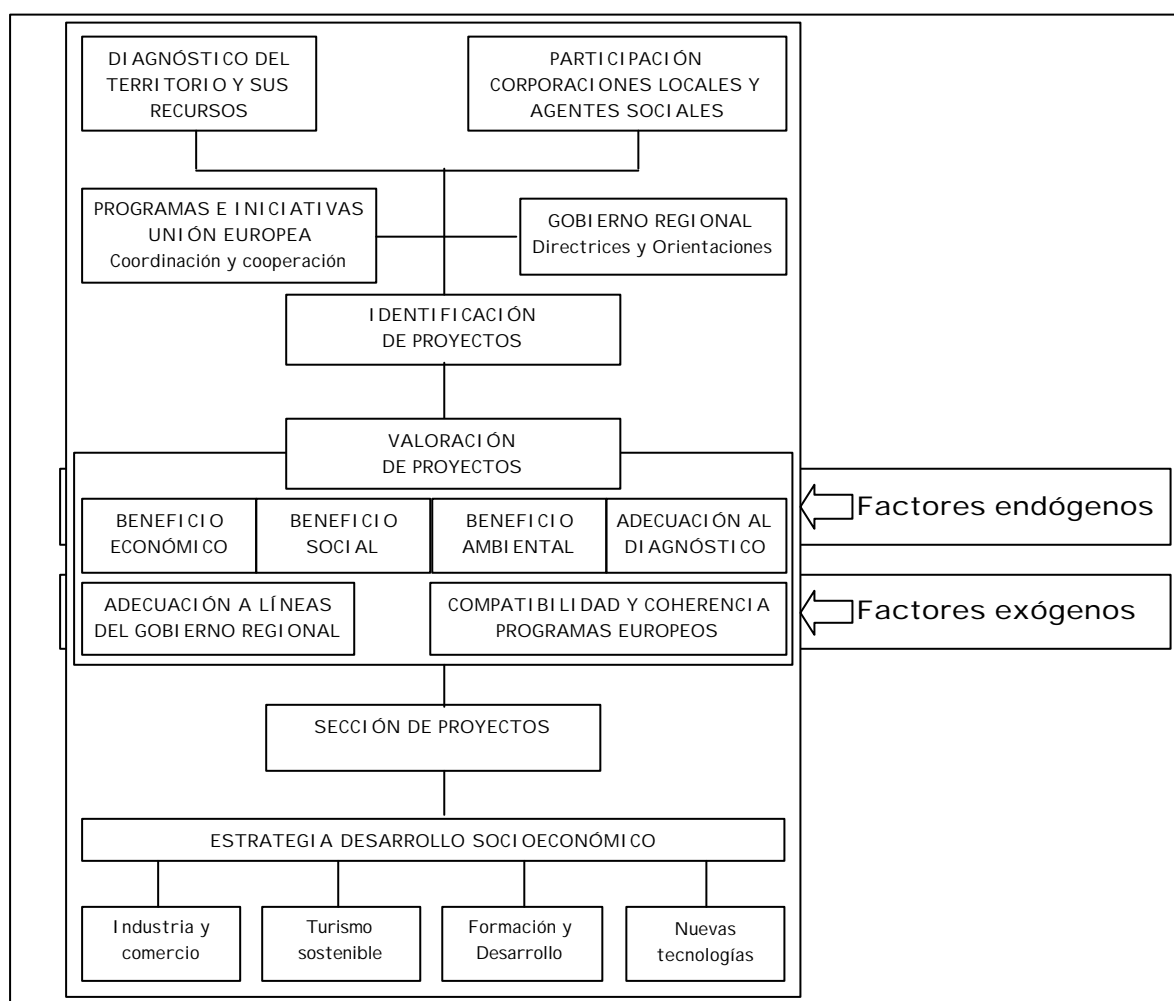 DIAGNÓSTICO DEL
TERRITORIO Y SUS
RECURSOS
PARTICIPACIÓN
CORPORACIONES LOCALES Y
AGENTES SOCIALES
PROGRAMAS E INICIATIVAS
UNIÓN EUROPEA
Coordinación y cooperación
GOBIERNO REGIONAL
Directrices y Orientaciones
IDENTIFICACIÓN
DE PROYECTOS
VALORACIÓN
DE PROYECTOS
BENEFICIO
ECONÓMICO
BENEFICIO
SOCIAL
BENEFICIO
AMBIENTAL
ADECUACIÓN AL
DIAGNÓSTICO
Factores endógenos
ADECUACIÓN A LÍNEAS
DEL GOBIERNO REGIONAL
COMPATIBILIDAD Y COHERENCIA
PROGRAMAS EUROPEOS
Factores exógenos
SECCIÓN DE PROYECTOS
ESTRATEGIA DESARROLLO SOCIOECONÓMICO
Industria y
comercio
Turismo
sostenible
Formación y
Desarrollo
Nuevas
tecnologías